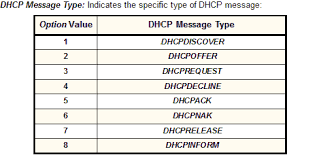 DHCP Message Type: Indicates the specific type of DHCP message:
Option Value DHCP Message Type
1 DHCPDISCOVER
2 DHCPOFFER
3 DHCPREQUEST
4 DHCPDECLINE
5 DHCPACK
6 DHCPNAK
7 DHCPRELEASE
8 DHCPINFORM